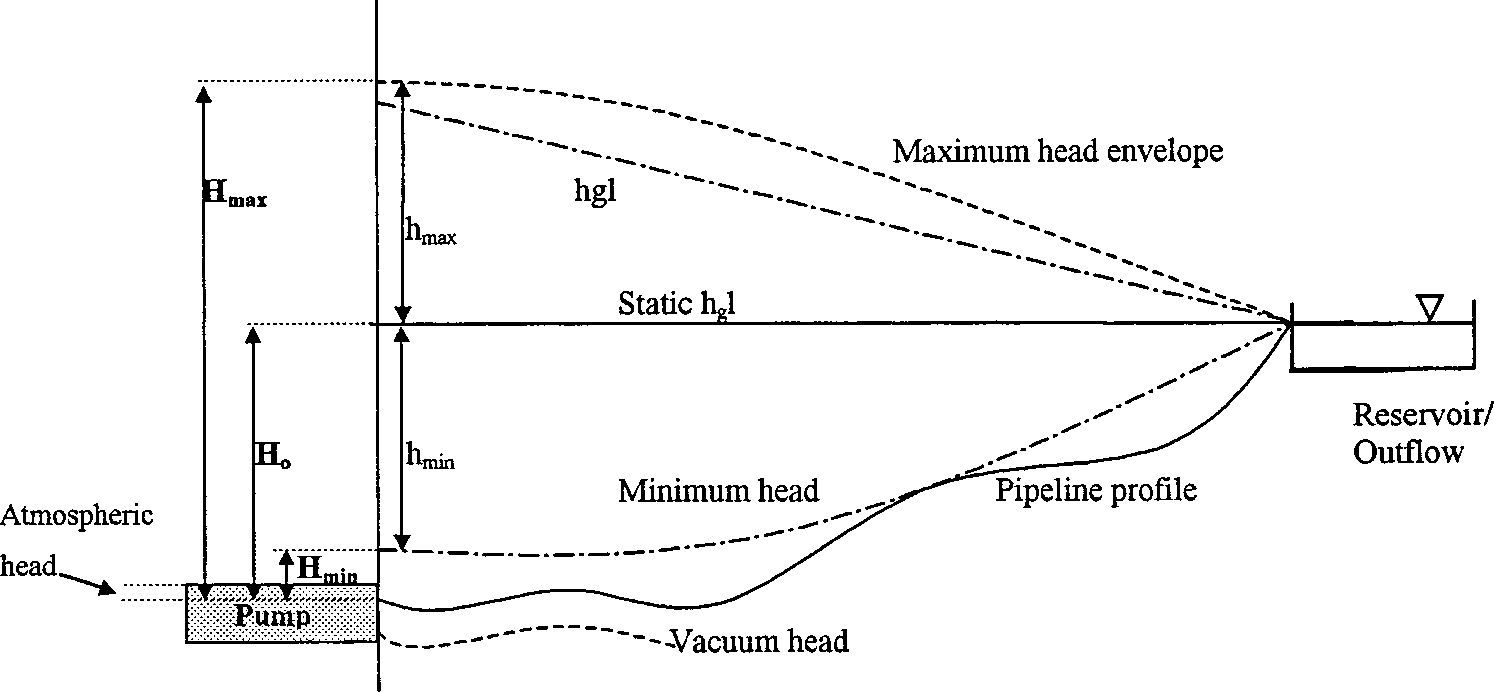 Maximum head envelope
hgl
Hmax
hmax
Static hgl
Reservoir/
Outflow
Ho
hmin
Minimum head
Pipeline profile
Atmospheric
head
Hmin
Pump
Vacuum head